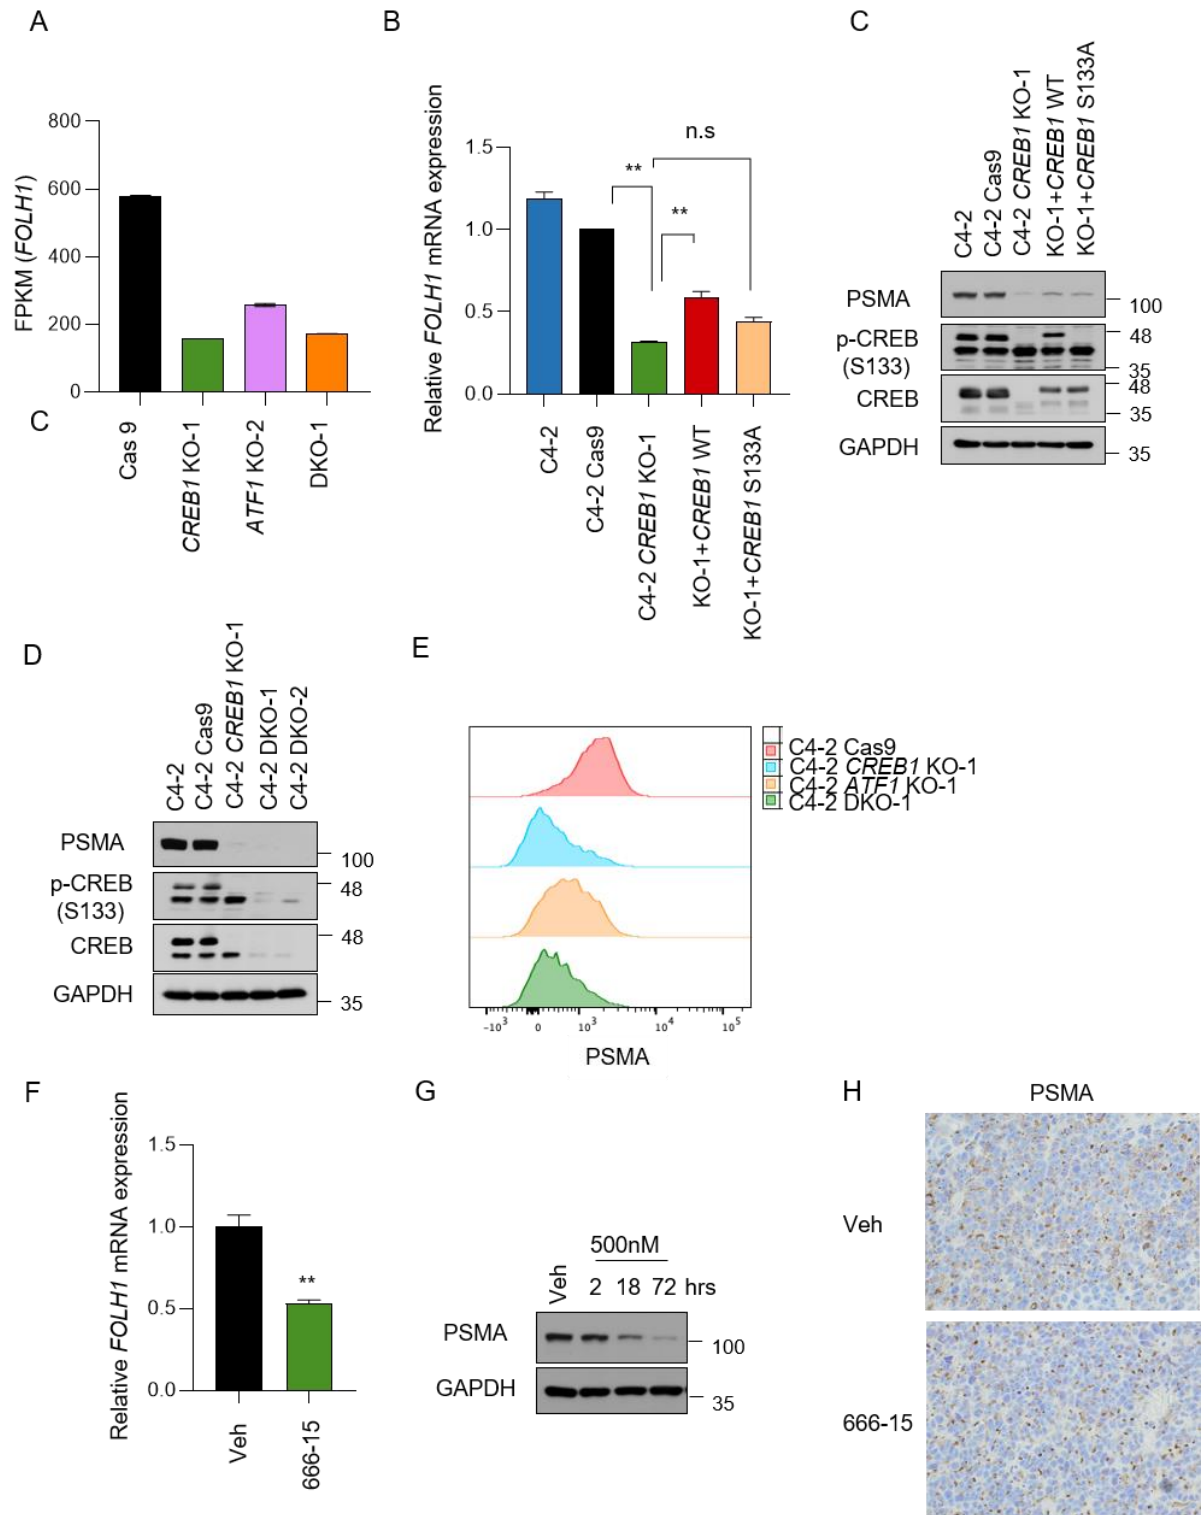 A
FPKM (FOLH1)
800
600
400
200
0
C
Cas 9
CREB1 KO-1
ATF1 KO-2
DKO-1
B
Relative FOLH1 mRNA expression
1.5
1.0
0.5
0.0
**
**
n.s
C4-2
C4-2 Cas9
C4-2 CREB1 KO-1
KO-1+CREB1 WT
KO-1+CREB1 S133A
C
C4-2
C4-2 Cas9
C4-2 CREB1 KO-1
KO-1+CREB1 WT
KO-1+CREB1 S133A
PSMA
100
p-CREB
(S133)
48
35
CREB
48
35
GAPDH
35
D
C4-2
C4-2 Cas9
C4-2 CREB1 KO-1
C4-2 DKO-1
C4-2 DKO-2
PSMA
100
p-CREB
(S133)
48
CREB
48
GAPDH
35
E
C4-2 Cas9
C4-2 CREB1 KO-1
C4-2 ATF1 KO-1
C4-2 DKO-1
-10³ 0 10³ 10⁴ 10⁵
PSMA
F
Relative FOLH1 mRNA expression
1.5
1.0
0.5
0.0
**
Veh
666-15
G
500nM
Veh 2 18 72 hrs
PSMA
100
GAPDH
35
H
PSMA
Veh
666-15